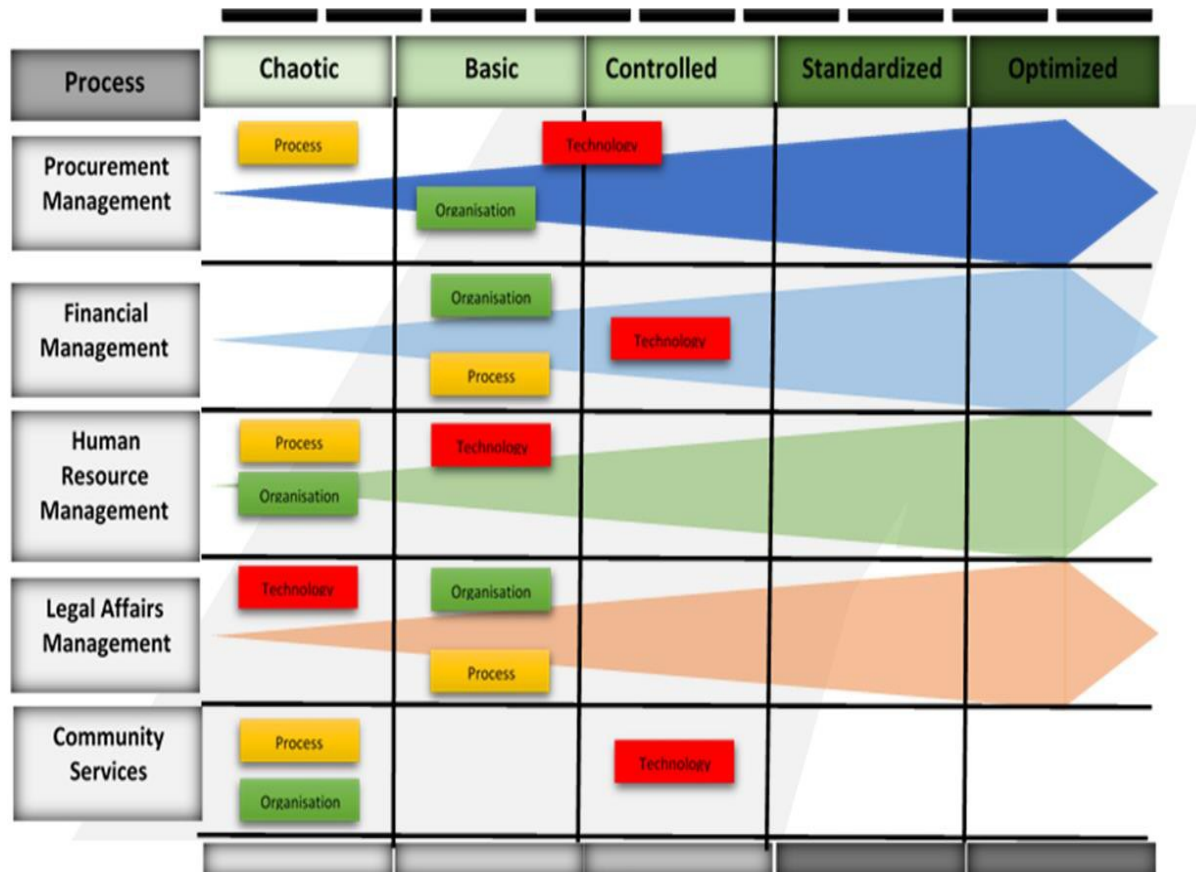 Process
Chaotic
Basic
Controlled
Standardized
Optimized
Procurement
Management
Process
Technology
Organisation
Financial
Management
Organisation
Technology
Process
Human
Resource
Management
Process
Technology
Organisation
Legal Affairs
Management
Technology
Organisation
Process
Community
Services
Process
Technology
Organisation